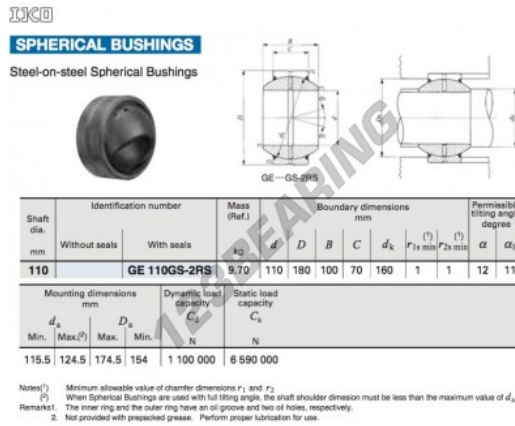 IKO
SPHERICAL BUSHINGS
Steel-on-steel Spherical Bushings
B
C
D
d
GE…GS-2RS
123BEARING
Shaft dia. mm
Identification number
Without seals
With seals
Mass (Ref.) kg
Boundary dimensions mm
d D B C dk r1s min(1) r2s min(1)
Permissible tilting angle degree
α α1
110 GE 110GS-2RS 9.70 110 180 100 70 160 1 1 12 11
Mounting dimensions mm
da
Da
Min. Max.(2) Max. Min.
Dynamic load capacity Cd N
Static load capacity Cs N
115.5 124.5 174.5 154 1 100 000 6 590 000
Notes(1) Minimum allowable value of chamfer dimensions r1 and r2
(2) When Spherical Bushings are used with full tilting angle, the shaft shoulder dimesion must be less than the maximum value of da
Remarks1. The inner ring and the outer ring have an oil groove and two oil holes, respectively.
2. Not provided with prepacked grease. Perform proper lubrication for use.